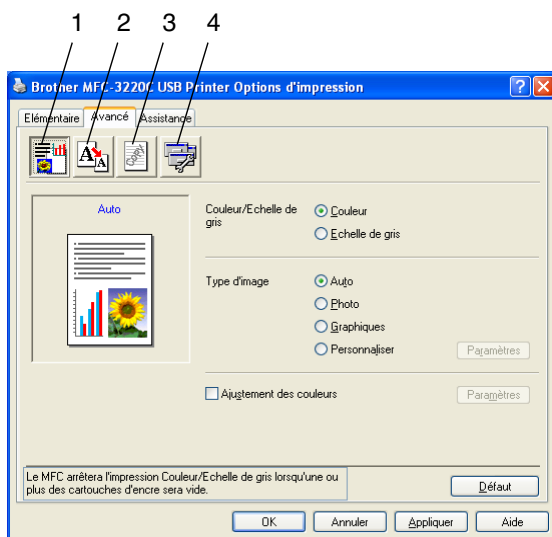 1 2 3 4
Brother MFC-3220C USB Printer Options d'impression
Elémentaire Avancé Assistance
A A
copy
Auto
Couleur/Echelle de
gris
Couleur
Echelle de gris
Type d'image
Auto
Photo
Graphiques
Personnaliser
Paramètres
Ajustement des couleurs
Paramètres
Le MFC arrêtera l'impression Couleur/Echelle de gris lorsqu'une ou
plus des cartouches d'encre sera vide.
Défaut
OK Annuler Appliquer Aide